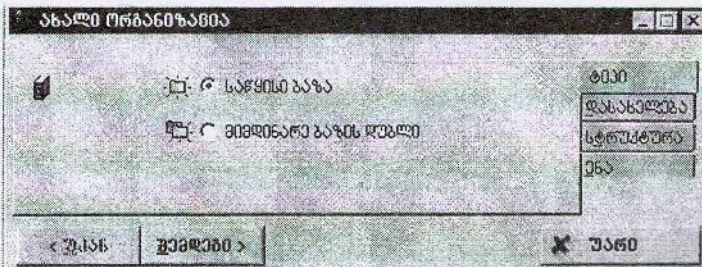 ახალი ორგანიზაცია
საწყისი ბაზა
მიმდინარე ბაზის დუბლი
ტიპი
დასახელება
სტრუქტურა
ენა
< უკან
შემდეგი >
უარი